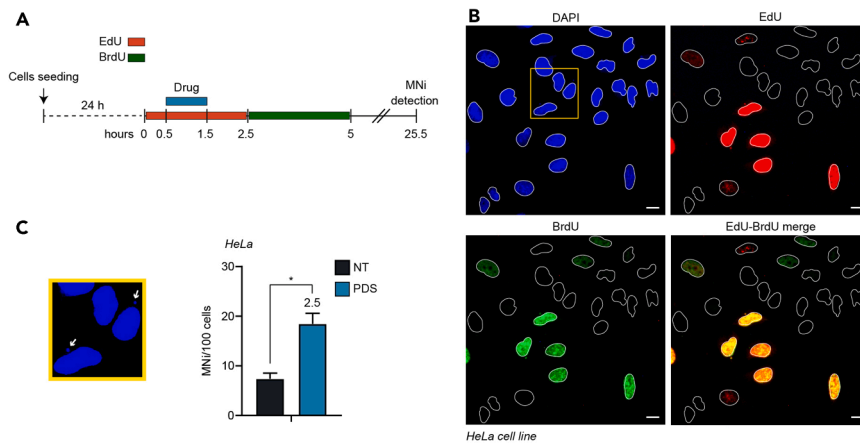 A
EdU
BrdU
Cells seeding
Drug
MNi
detection
24 h
hours 0 0.5 1.5 2.5 5 25.5
B
DAPI EdU
BrdU EdU-BrdU merge
HeLa cell line
C
HeLa
MNi/100 cells
30
20
10
0
*
2.5
NT
PDS